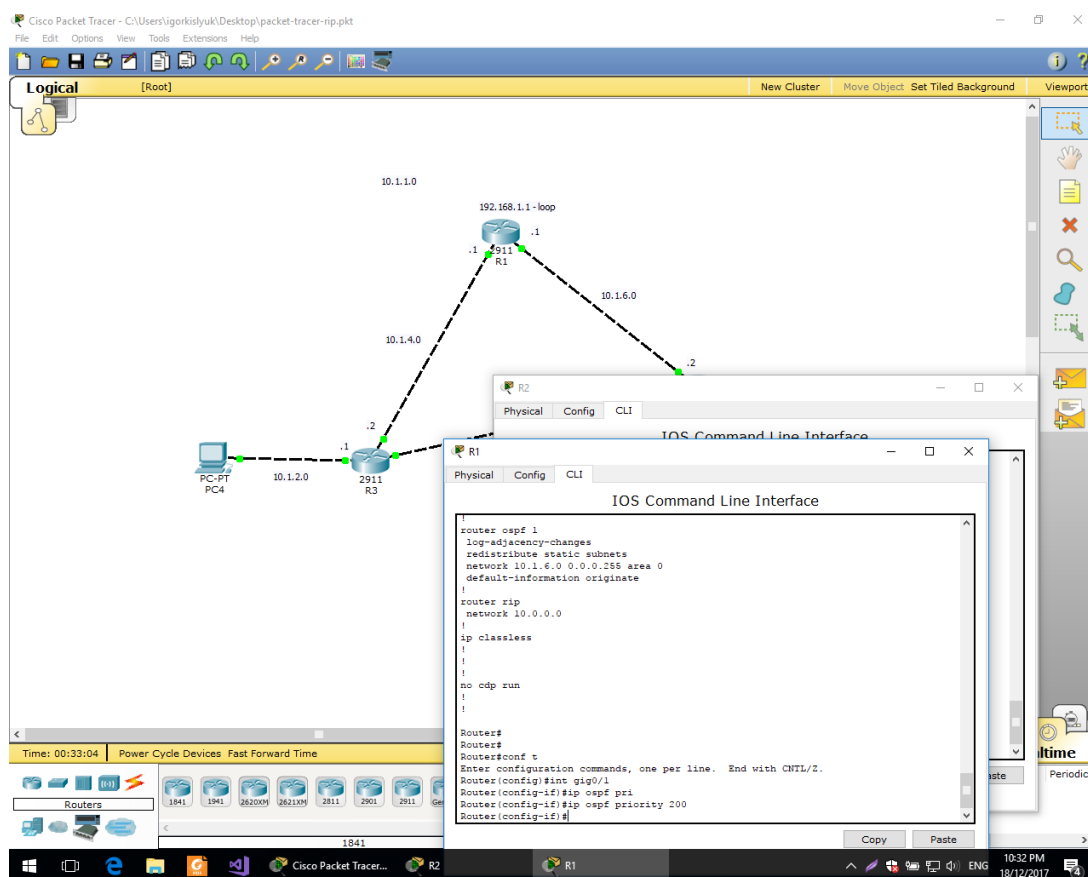 Cisco Packet Tracer - C:\Users\igorkislyuk\Desktop\packet-tracer-rip.pkt
File Edit Options View Tools Extensions Help
Logical [Root] New Cluster Move Object Set Tiled Background Viewport
10.1.1.0
192.168.1.1 - loop
.1
.1
2911
R1
10.1.6.0
10.1.4.0
.2
.2
.1
PC-PT
PC4
10.1.2.0
2911
R3
R2
Physical Config CLI
IOS Command Line Interface
R1
Physical Config CLI
IOS Command Line Interface
!
router ospf 1
log-adjacency-changes
redistribute static subnets
network 10.1.6.0 0.0.0.255 area 0
default-information originate
!
router rip
network 10.0.0.0
!
ip classless
!
!
!
no cdp run
!
!
Router#
Router#
Router#conf t
Enter configuration commands, one per line. End with CNTL/Z.
Router(config)#int gig0/1
Router(config-if)#ip ospf pri
Router(config-if)#ip ospf priority 200
Router(config-if)#
Copy Paste
aste
Time: 00:33:04 Power Cycle Devices Fast Forward Time
ltime
Periodic
Routers
1841 1941 2620XM 2621XM 2811 2901 2911 Ge
1841
Cisco Packet Tracer... R2 R1 ENG
10:32 PM
18/12/2017
4